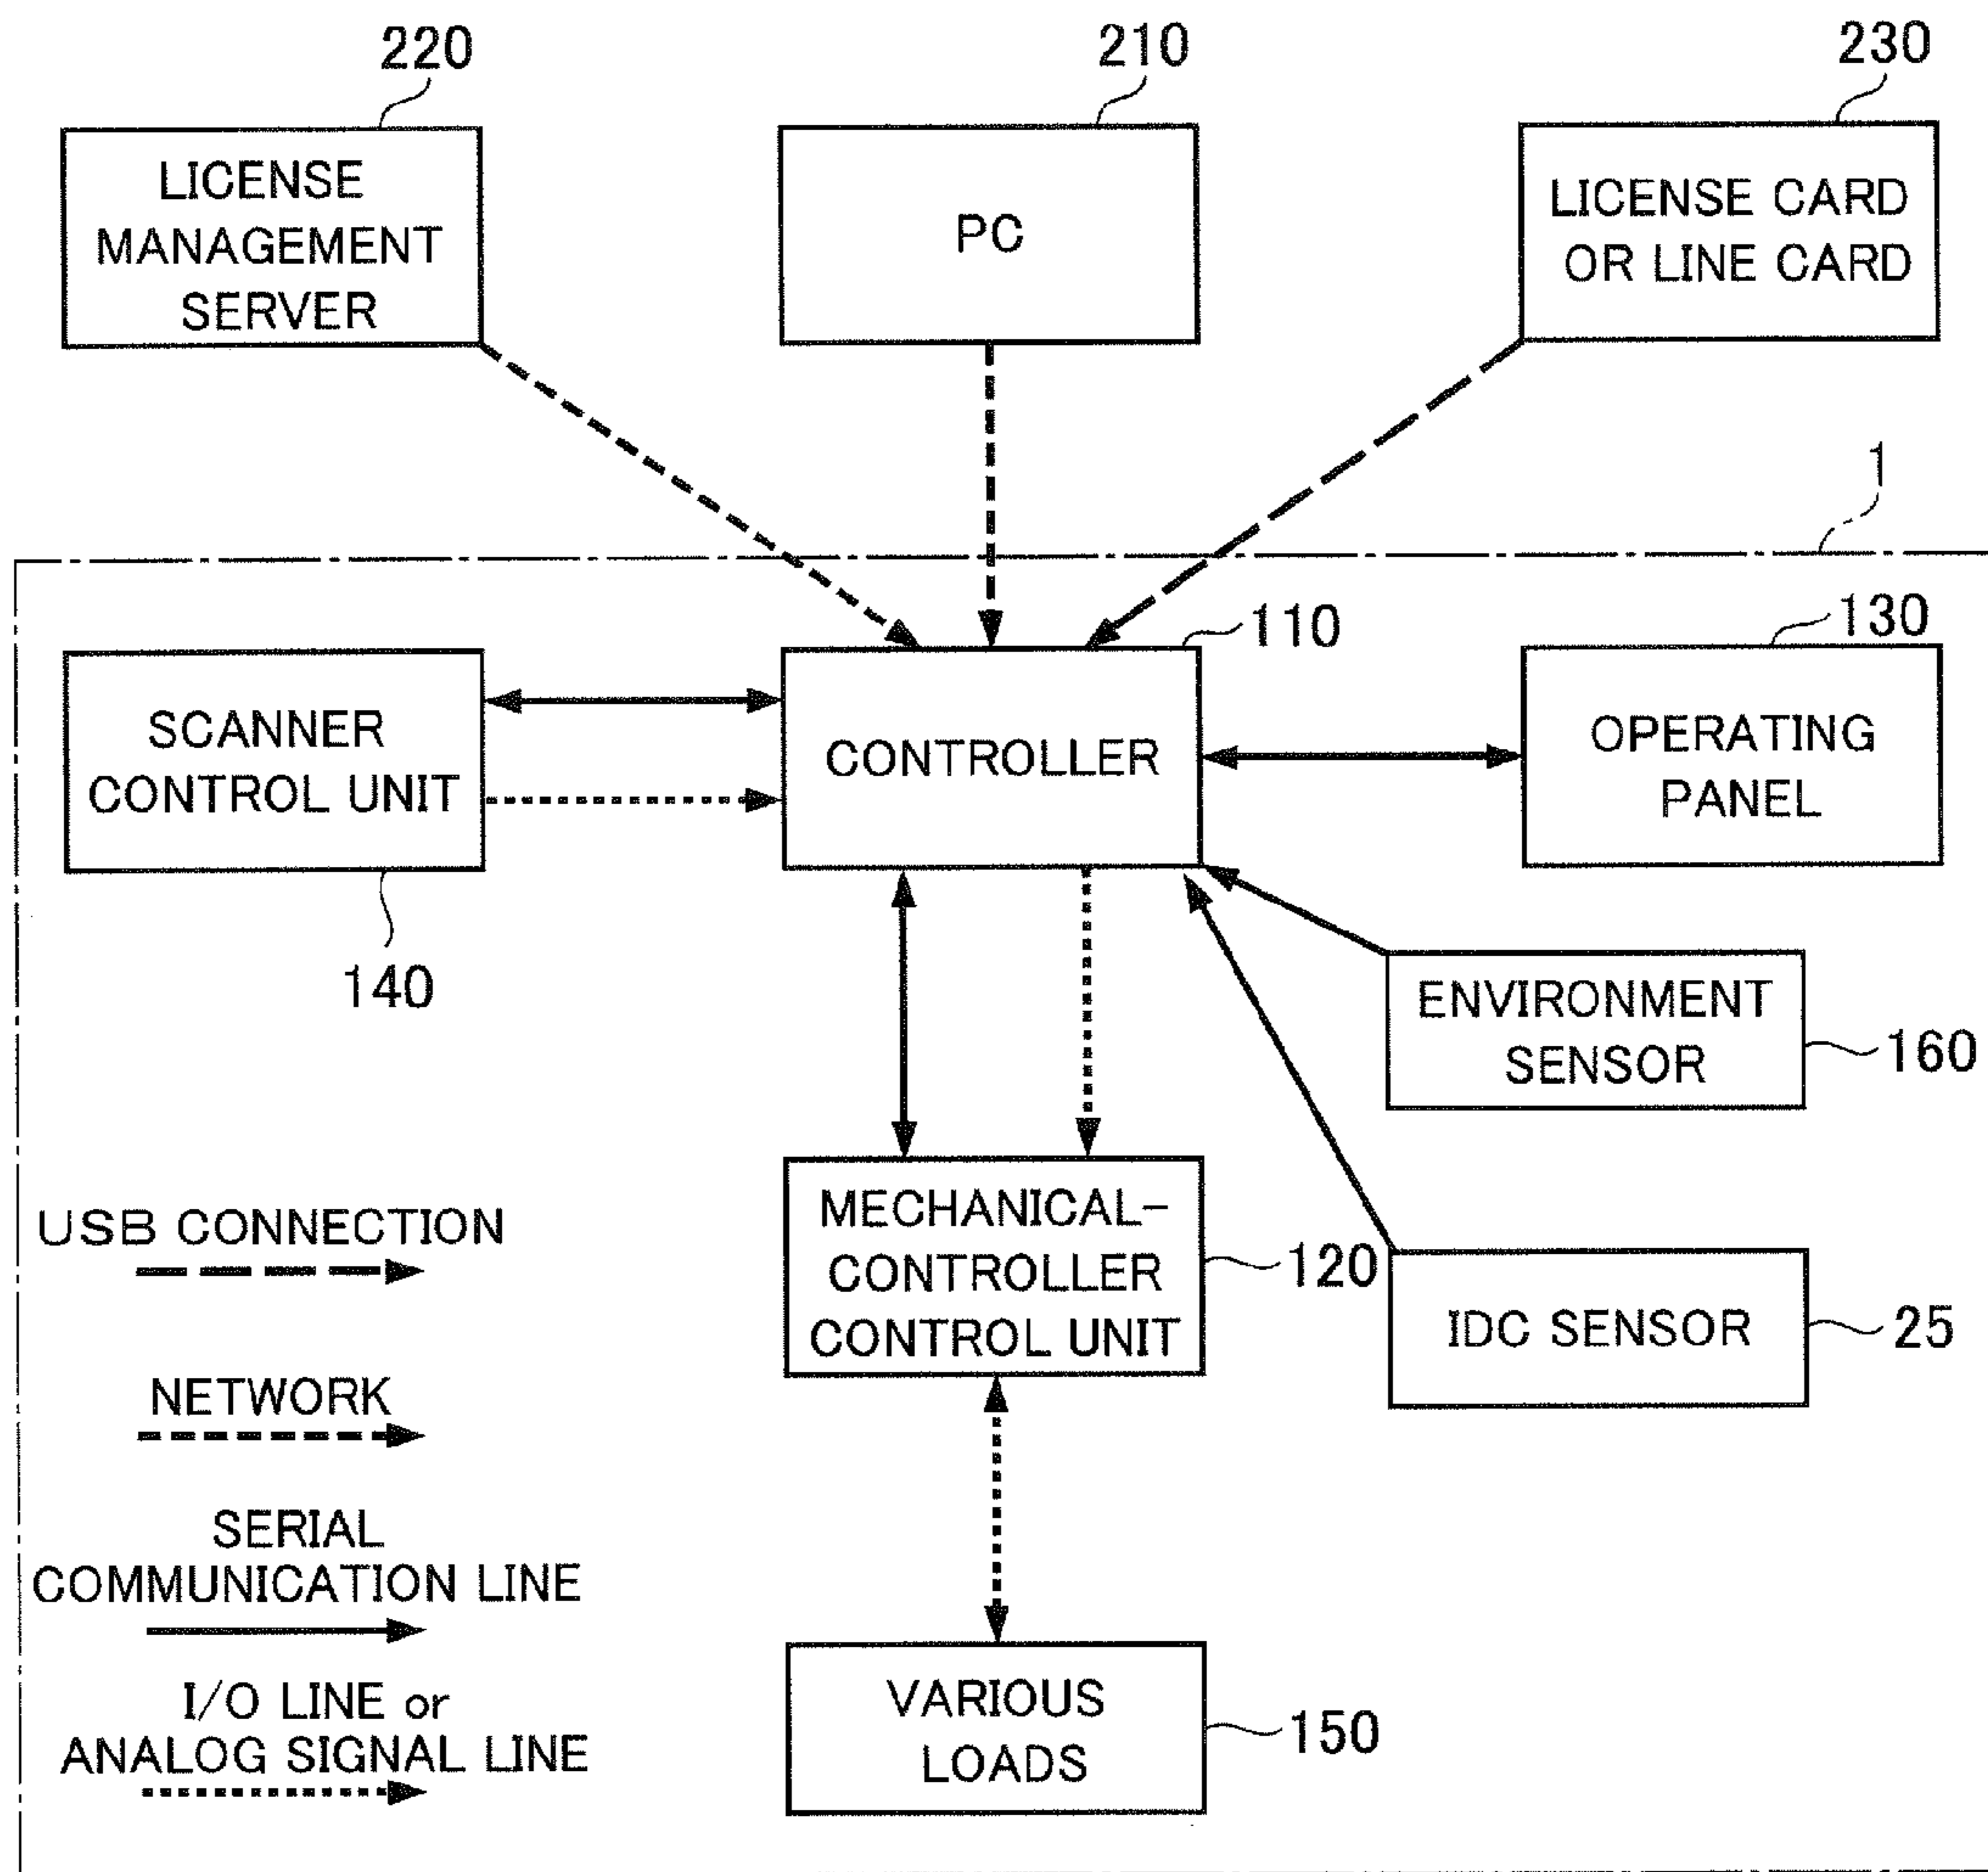 220
210
230
LICENSE
MANAGEMENT
SERVER
PC
LICENSE CARD
OR LINE CARD
1
110
130
SCANNER
CONTROL UNIT
CONTROLLER
OPERATING
PANEL
140
ENVIRONMENT
SENSOR
160
MECHANICAL-
CONTROLLER
CONTROL UNIT
120
IDC SENSOR
25
USB CONNECTION
NETWORK
SERIAL
COMMUNICATION LINE
I/O LINE or
ANALOG SIGNAL LINE
VARIOUS
LOADS
150